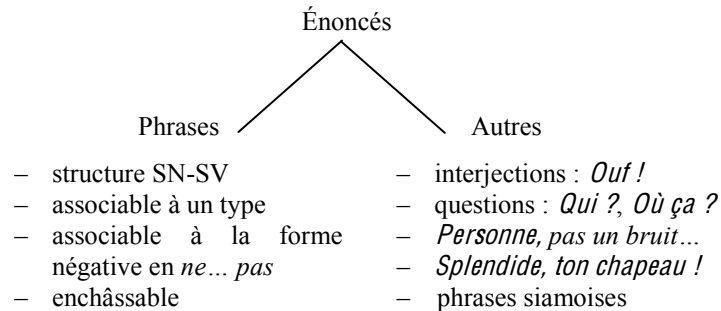 Énoncés
Phrases
– structure SN-SV
– associable à un type
– associable à la forme
négative en ne… pas
– enchâssable
Autres
– interjections : Ouf !
– questions : Qui ?, Où ça ?
– Personne, pas un bruit…
– Splendide, ton chapeau !
– phrases siamoises